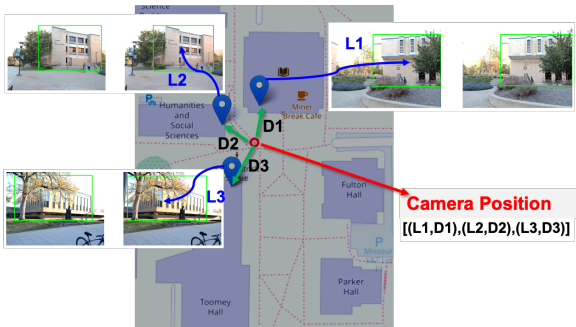 Science
L1
L2
Humanities
and
Social
Sciences
Miner
Break Cafe
D1
D2
D3
L3
Fulton
Hall
Camera Position
[(L1,D1),(L2,D2),(L3,D3)]
Parker
Hall
Toomey
Hall